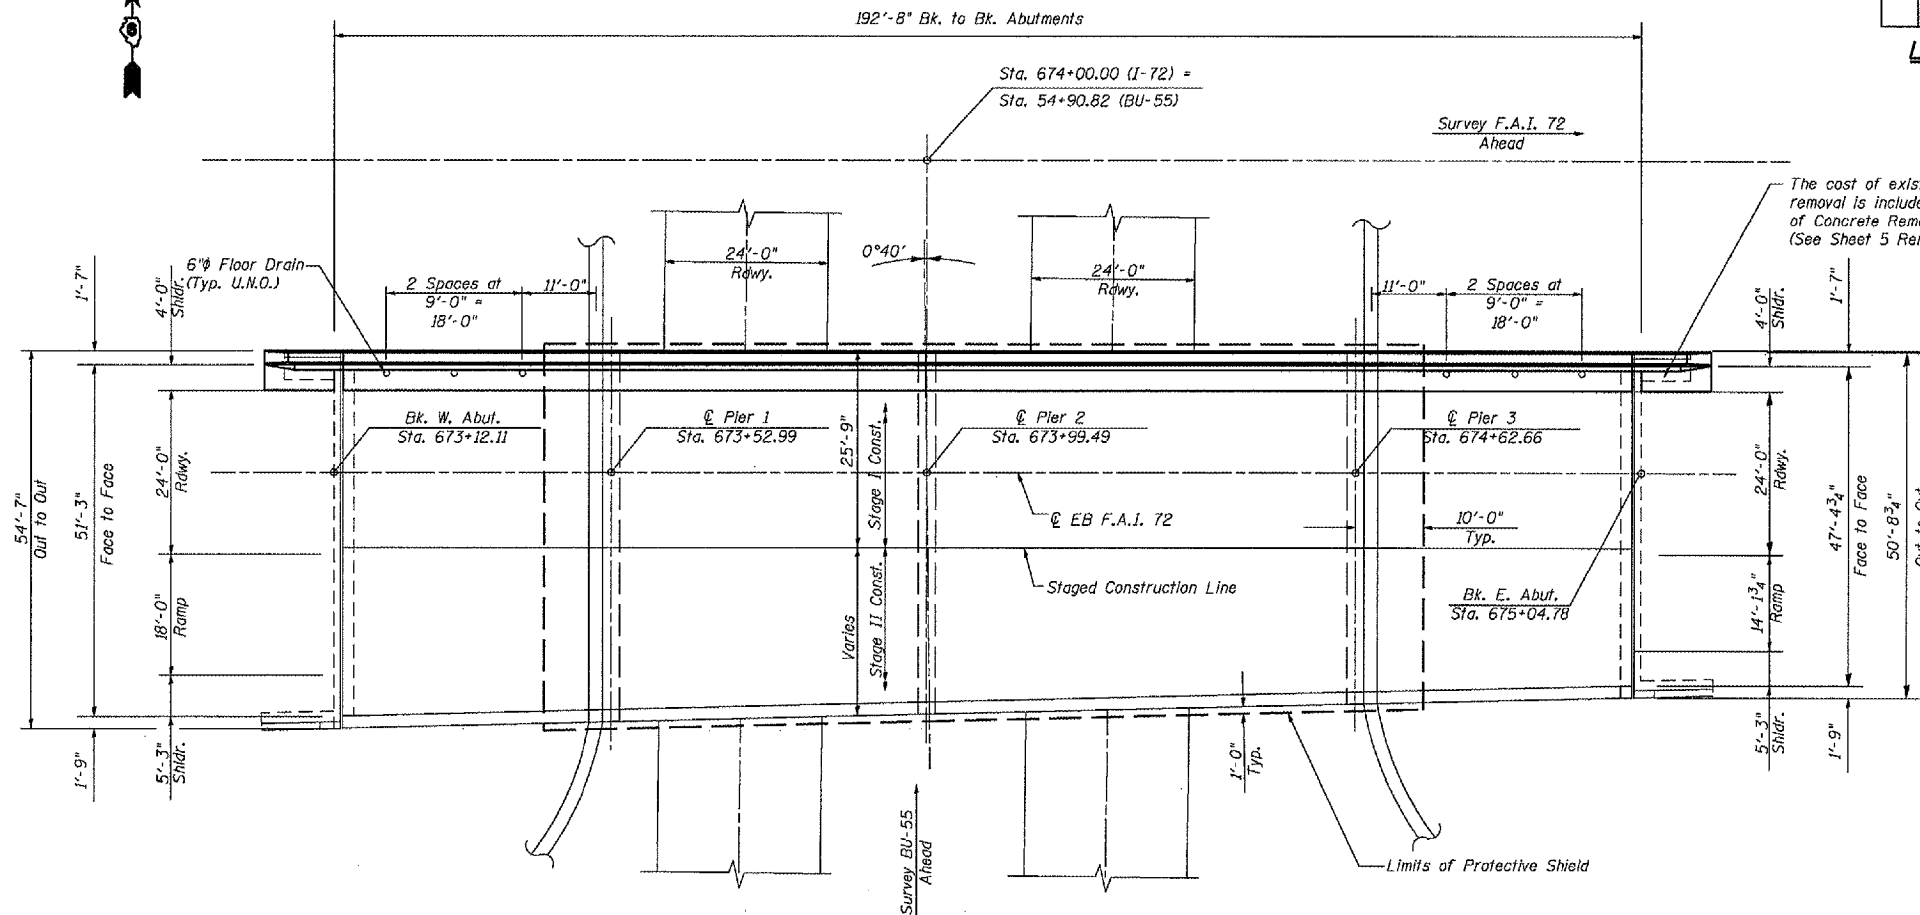 192'-8" Bk. to Bk. Abutments
Sta. 674+00.00 (I-72) =
Sta. 54+90.82 (BU-55)
Survey F.A.I. 72
Ahead
The cost of exis
removal is include
of Concrete Rem
(See Sheet 5
1'-7"
4'-0"
Shldr.
6"ϕ Floor Drain
(Typ. U.N.O.)
2 Spaces at
9'-0" =
18'-0"
11'-0"
24'-0"
Rdwy.
0°40'
24'-0"
Rdwy.
11'-0"
2 Spaces at
9'-0" =
18'-0"
4'-0"
Shldr.
1'-7"
Bk. W. Abut.
Sta. 673+12.11
℄ Pier 1
Sta. 673+52.99
25'-9"
Stage I Const.
℄ Pier 2
Sta. 673+99.49
℄ Pier 3
Sta. 674+62.66
54'-7"
Out to Out
51'-3"
Face to Face
24'-0"
Rdwy.
℄ EB F.A.I. 72
10'-0"
Typ.
24'-0"
Rdwy.
47'-4¾"
Face to Face
50'-8¾"
18'-0"
Ramp
Varies
Stage II Const.
Staged Construction Line
Bk. E. Abut.
Sta. 675+04.78
14'-1¾"
Ramp
1'-9"
5'-3"
Shldr.
1'-0"
Typ.
5'-3"
Shldr.
1'-9"
Survey BU-55
Ahead
Limits of Protective Shield